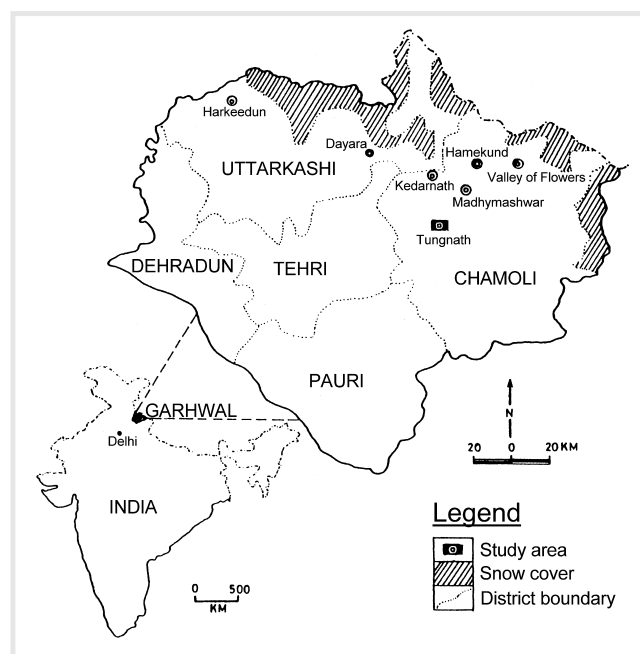 Harkeedun
Dayara
Hamekund
UTTARKASHI
Kedarnath
Valley of Flowers
Madhymashwar
Tungnath
DEHRADUN
TEHRI
CHAMOLI
PAURI
GARHWAL
Delhi
INDIA
N
20 0 20 KM
0 500
KM
Legend
Study area
Snow cover
District boundary